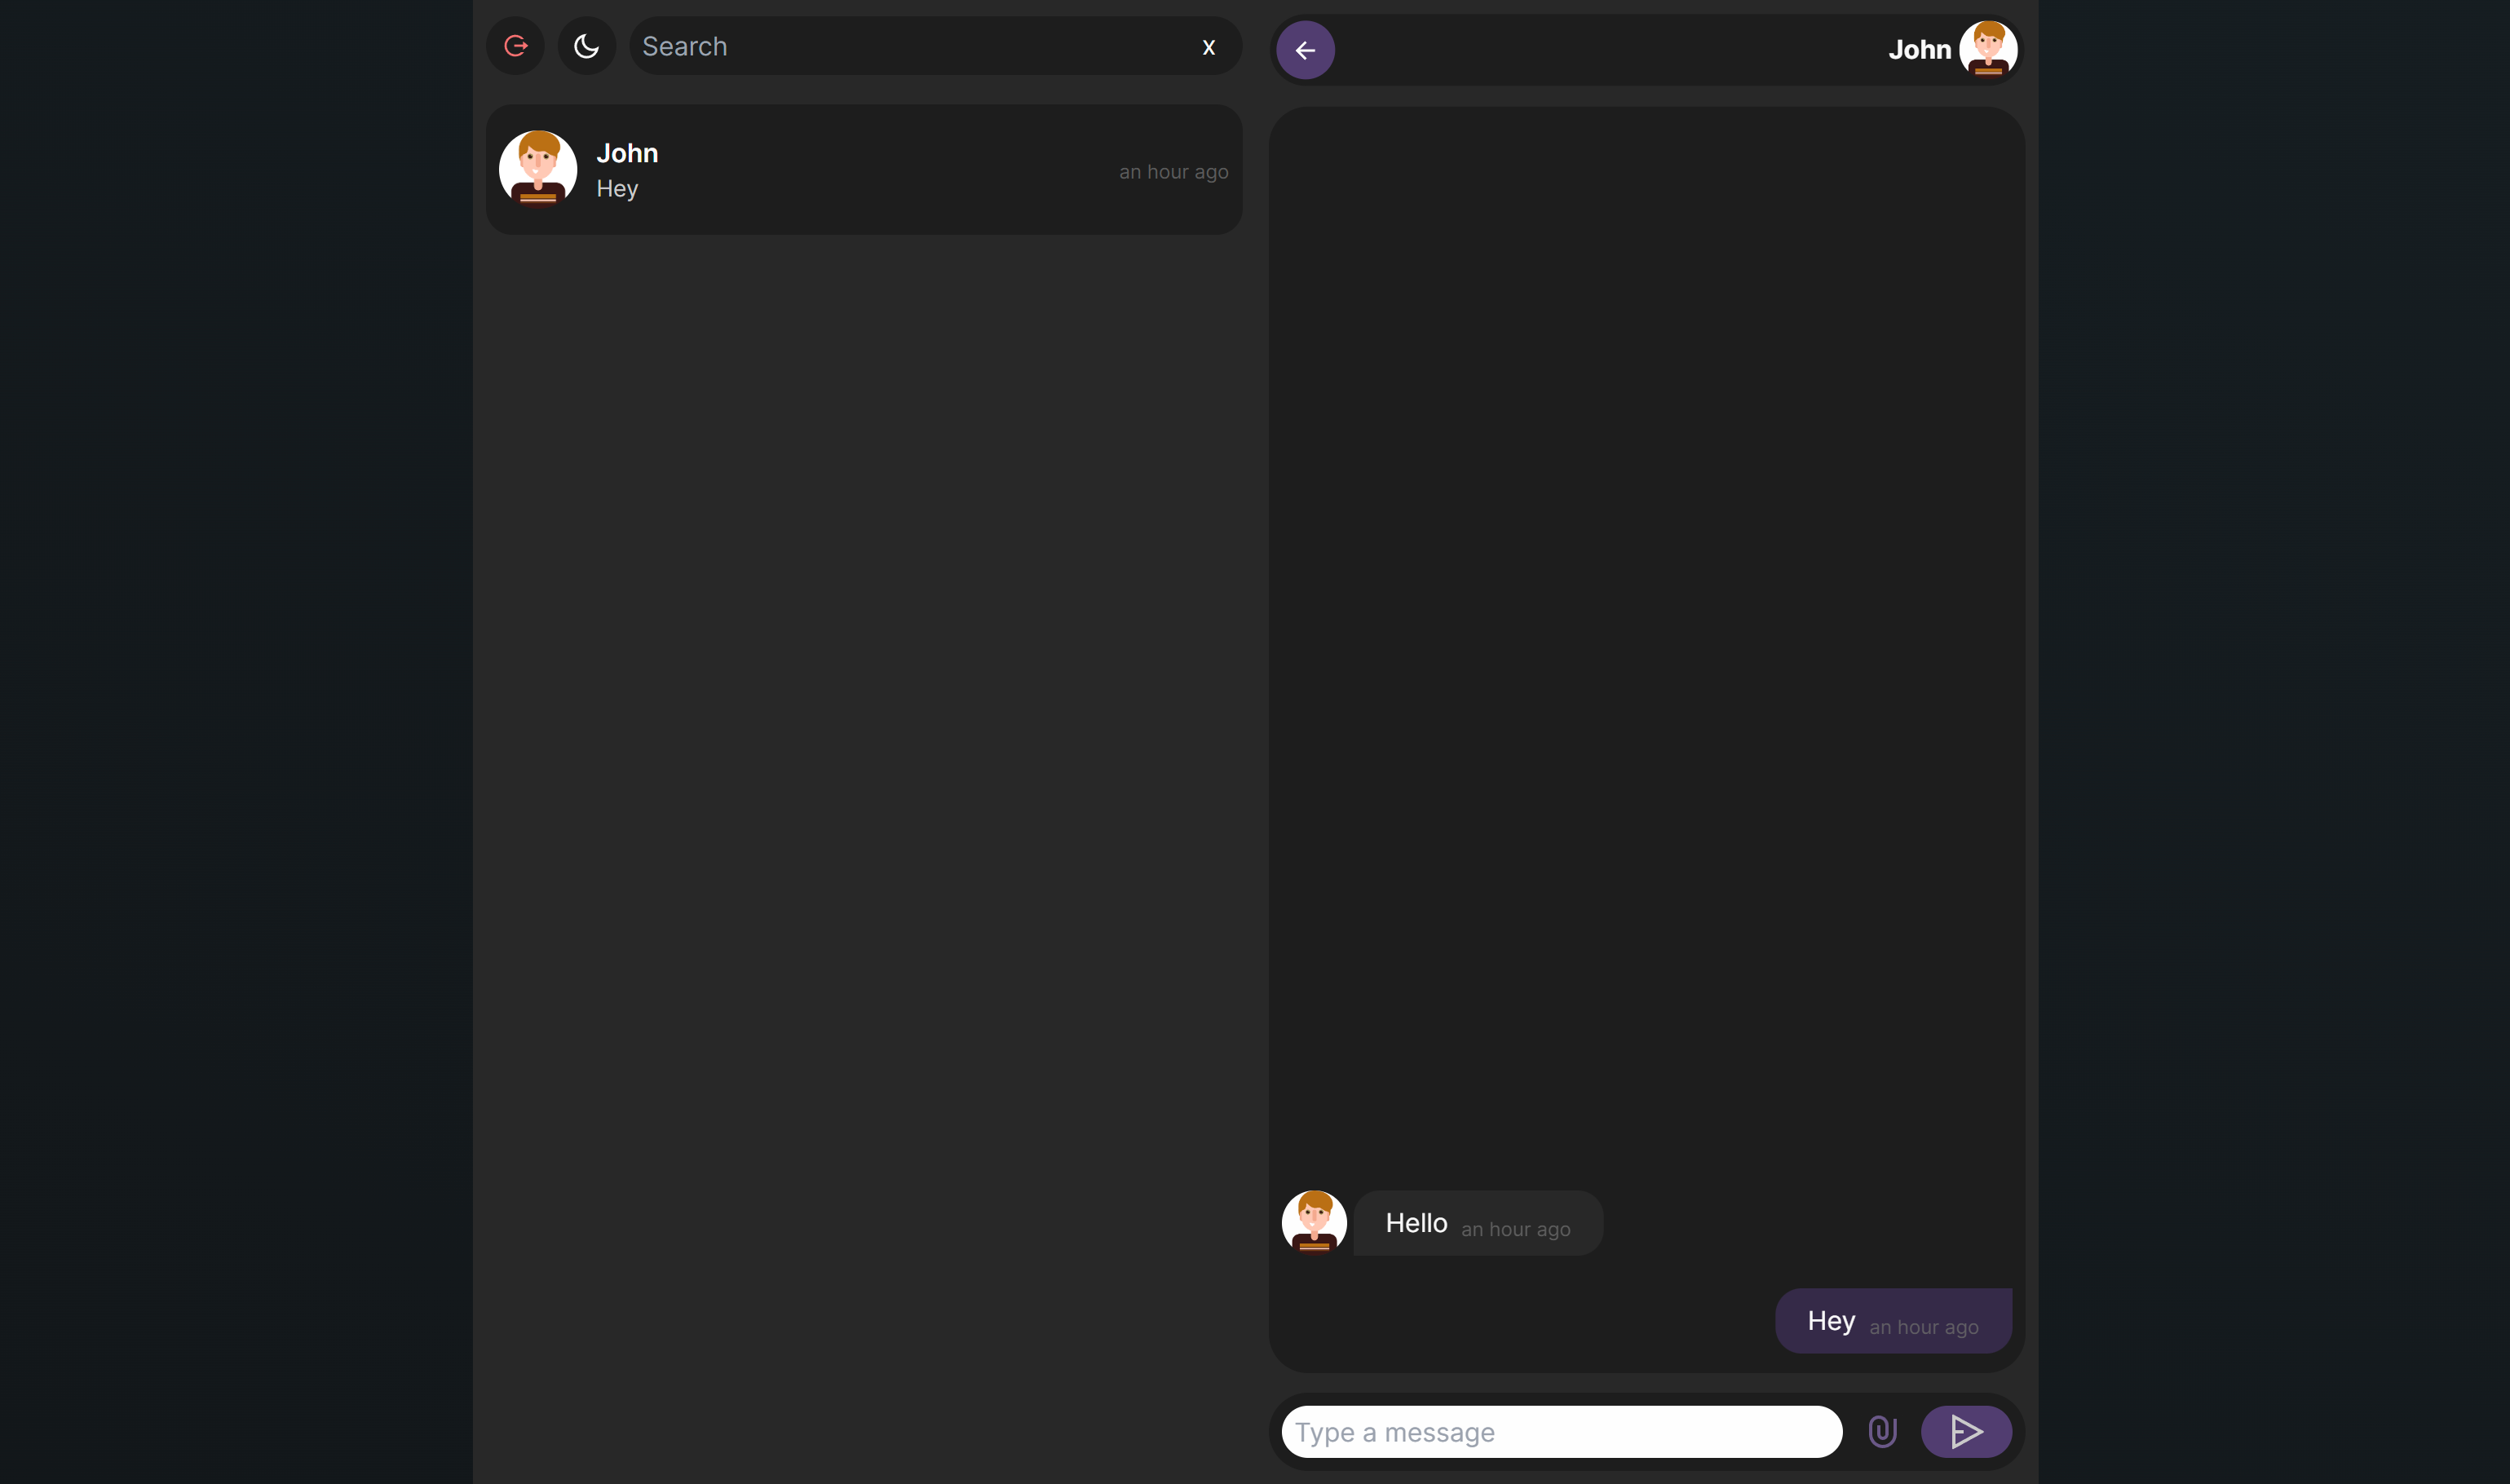 Search x
John
Hey
an hour ago
John
Hello an hour ago
Hey an hour ago
Type a message